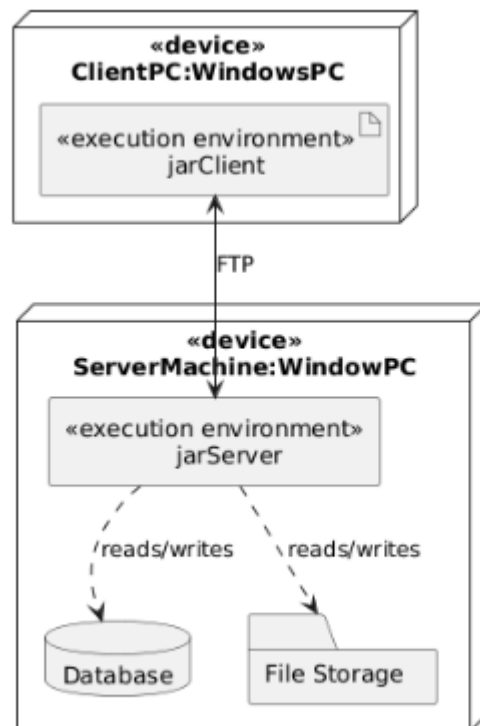 «device»
ClientPC:WindowsPC
«execution environment»
jarClient
FTP
«device»
ServerMachine:WindowPC
«execution environment»
jarServer
reads/writes
reads/writes
Database
File Storage